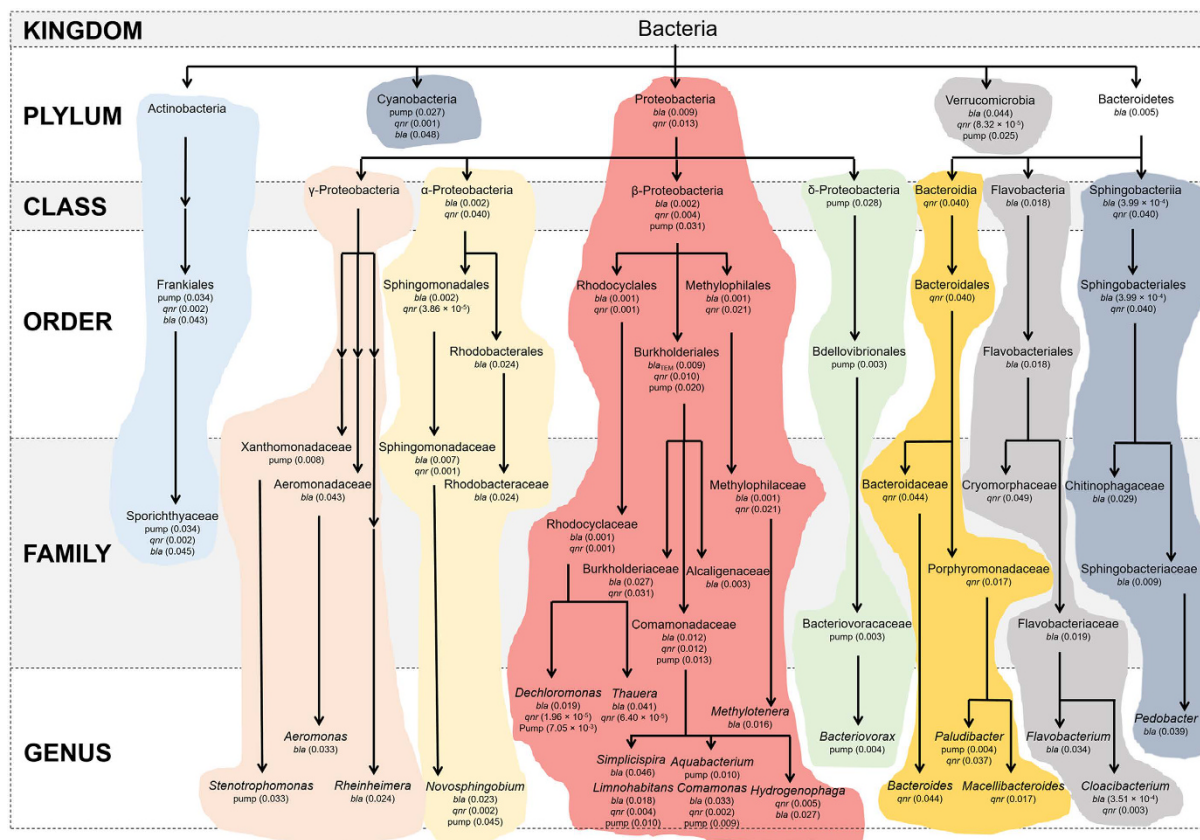 KINGDOM
Bacteria
PLYLUM
Actinobacteria
Cyanobacteria
pump (0.027)
qnr (0.001)
bla (0.048)
Proteobacteria
bla (0.009)
qnr (0.013)
Verrucomicrobia
bla (0.044)
qnr (8.32 × 10⁻⁵)
pump (0.025)
Bacteroidetes
bla (0.005)
CLASS
γ-Proteobacteria
α-Proteobacteria
bla (0.002)
qnr (0.040)
β-Proteobacteria
bla (0.002)
qnr (0.004)
pump (0.031)
δ-Proteobacteria
pump (0.028)
Bacteroidia
qnr (0.040)
Flavobacteria
bla (0.018)
Sphingobacteriia
bla (3.99 × 10⁻⁴)
qnr (0.040)
ORDER
Frankiales
pump (0.034)
qnr (0.002)
bla (0.043)
Sphingomonadales
bla (0.002)
qnr (3.86 × 10⁻⁵)
Rhodobacterales
bla (0.024)
Rhodocyclales
bla (0.001)
qnr (0.001)
Methylophilales
bla (0.001)
qnr (0.021)
Burkholderiales
blaTEM (0.009)
qnr (0.010)
pump (0.020)
Bdellovibrionales
pump (0.003)
Bacteroidales
qnr (0.040)
Flavobacteriales
bla (0.018)
Sphingobacteriales
bla (3.99 × 10⁻⁴)
qnr (0.040)
FAMILY
Sporichthyaceae
pump (0.034)
qnr (0.002)
bla (0.045)
Xanthomonadaceae
pump (0.008)
Aeromonadaceae
bla (0.043)
Sphingomonadaceae
bla (0.007)
qnr (0.001)
Rhodobacteraceae
bla (0.024)
Rhodocyclaceae
bla (0.001)
qnr (0.001)
Burkholderiaceae
bla (0.027)
qnr (0.031)
Alcaligenaceae
bla (0.003)
Comamonadaceae
bla (0.012)
qnr (0.012)
pump (0.013)
Methylophilaceae
bla (0.001)
qnr (0.021)
Bacteriovoracaceae
pump (0.003)
Bacteroidaceae
qnr (0.044)
Porphyromonadaceae
qnr (0.017)
Cryomorphaceae
qnr (0.049)
Flavobacteriaceae
bla (0.019)
Chitinophagaceae
bla (0.029)
Sphingobacteriaceae
bla (0.009)
GENUS
Stenotrophomonas
pump (0.033)
Aeromonas
bla (0.033)
Rheinheimera
bla (0.024)
Novosphingobium
bla (0.023)
qnr (0.002)
pump (0.045)
Dechloromonas
bla (0.019)
qnr (1.96 × 10⁻⁵)
Pump (7.05 × 10⁻³)
Thauera
bla (0.041)
qnr (6.40 × 10⁻⁵)
Methylotenera
bla (0.016)
Simplicispira
bla (0.046)
Limnohabitans
bla (0.018)
qnr (0.004)
pump (0.010)
Aquabacterium
pump (0.010)
Comamonas
bla (0.033)
qnr (0.002)
pump (0.009)
Hydrogenophaga
qnr (0.005)
bla (0.027)
Bacteriovorax
pump (0.004)
Bacteroides
qnr (0.044)
Paludibacter
pump (0.004)
qnr (0.037)
Macellibacteroides
qnr (0.017)
Flavobacterium
bla (0.034)
Cloacibacterium
bla (3.51 × 10⁻⁴)
qnr (0.003)
Pedobacter
bla (0.039)